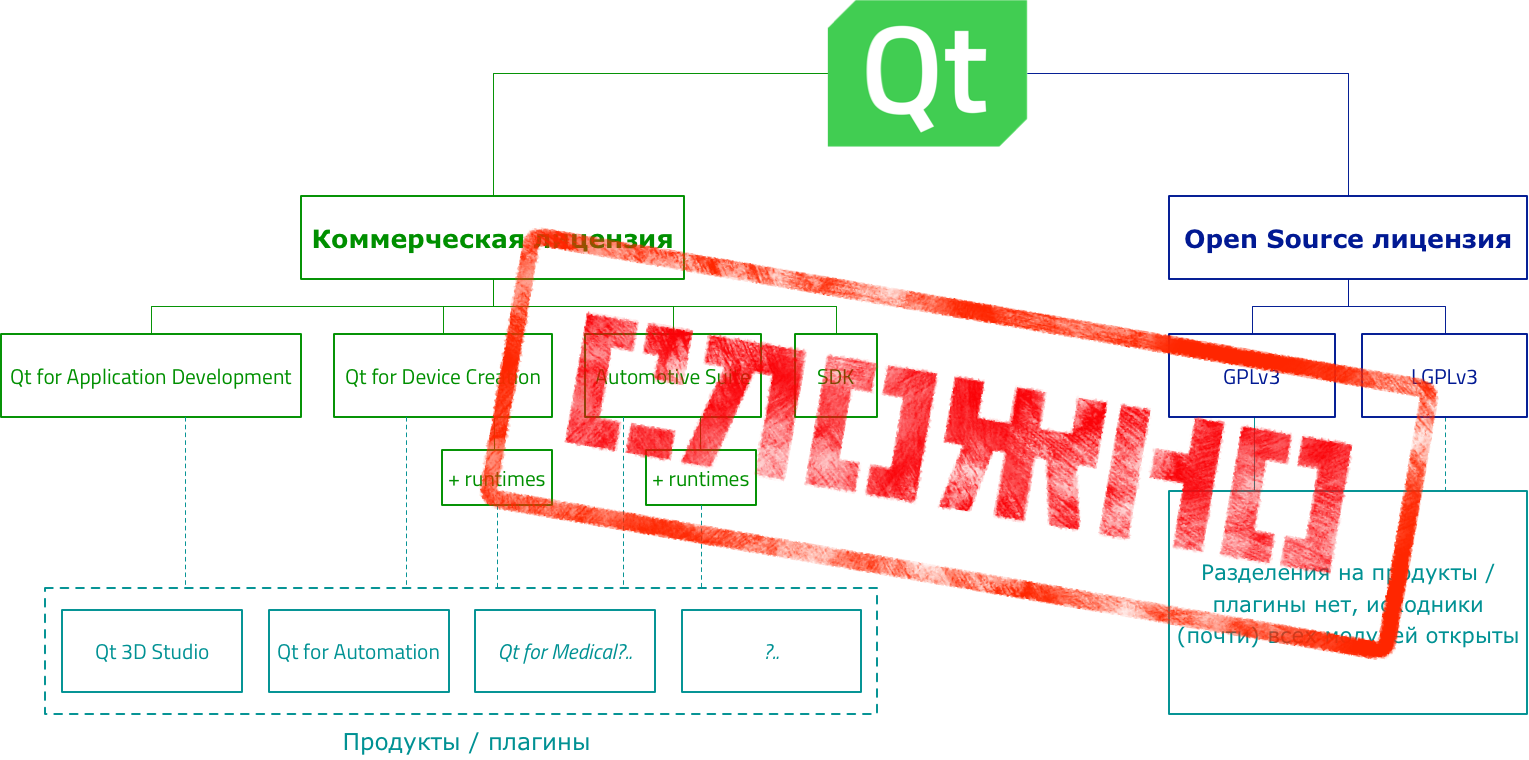 Qt
Коммерческая лицензия
Open Source лицензия
Qt for Application Development
Qt for Device Creation
Automotive Suite
SDK
GPLv3
LGPLv3
СЛОЖНО
+ runtimes
+ runtimes
Разделения на продукты /
плагины нет, исходники
(почти) всех модулей открыты
Qt 3D Studio
Qt for Automation
Qt for Medical?..
?..
Продукты / плагины